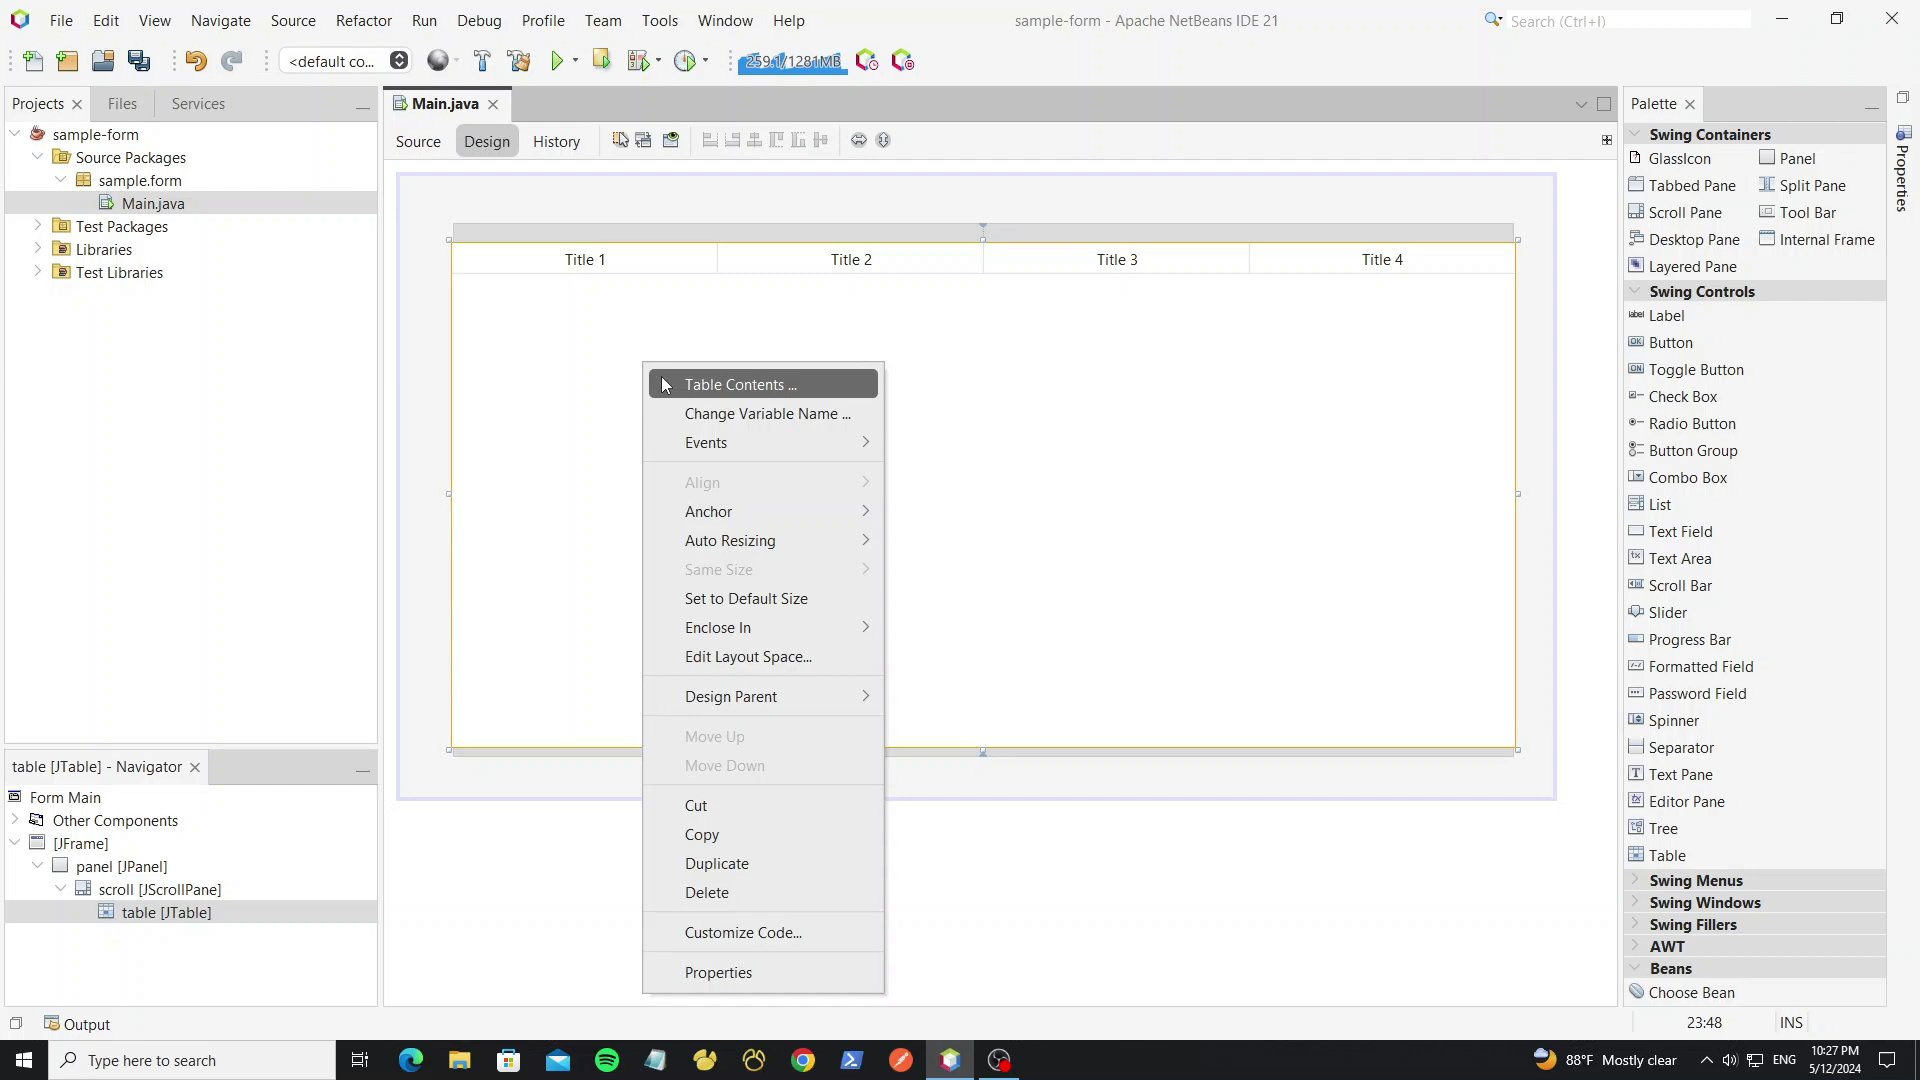 File Edit View Navigate Source Refactor Run Debug Profile Team Tools Window Help
sample-form - Apache NetBeans IDE 21
Search (Ctrl+I)
<default co...
259.1/1281MB
Projects Files Services
sample-form
Source Packages
sample.form
Main.java
Test Packages
Libraries
Test Libraries
table [JTable] - Navigator
Form Main
Other Components
[JFrame]
panel [JPanel]
scroll [JScrollPane]
table [JTable]
Main.java
Source Design History
Title 1 Title 2 Title 3 Title 4
Table Contents ...
Change Variable Name ...
Events
Align
Anchor
Auto Resizing
Same Size
Set to Default Size
Enclose In
Edit Layout Space...
Design Parent
Move Up
Move Down
Cut
Copy
Duplicate
Delete
Customize Code...
Properties
Palette
Swing Containers
GlassIcon Panel
Tabbed Pane Split Pane
Scroll Pane Tool Bar
Desktop Pane Internal Frame
Layered Pane
Swing Controls
label Label
OK Button
ON Toggle Button
Check Box
Radio Button
Button Group
Combo Box
List
Text Field
Text Area
Scroll Bar
Slider
Progress Bar
Formatted Field
Password Field
Spinner
Separator
Text Pane
Editor Pane
Tree
Table
Swing Menus
Swing Windows
Swing Fillers
AWT
Beans
Choose Bean
Properties
Output
23:48 INS
Type here to search
88°F Mostly clear
ENG
10:27 PM
5/12/2024